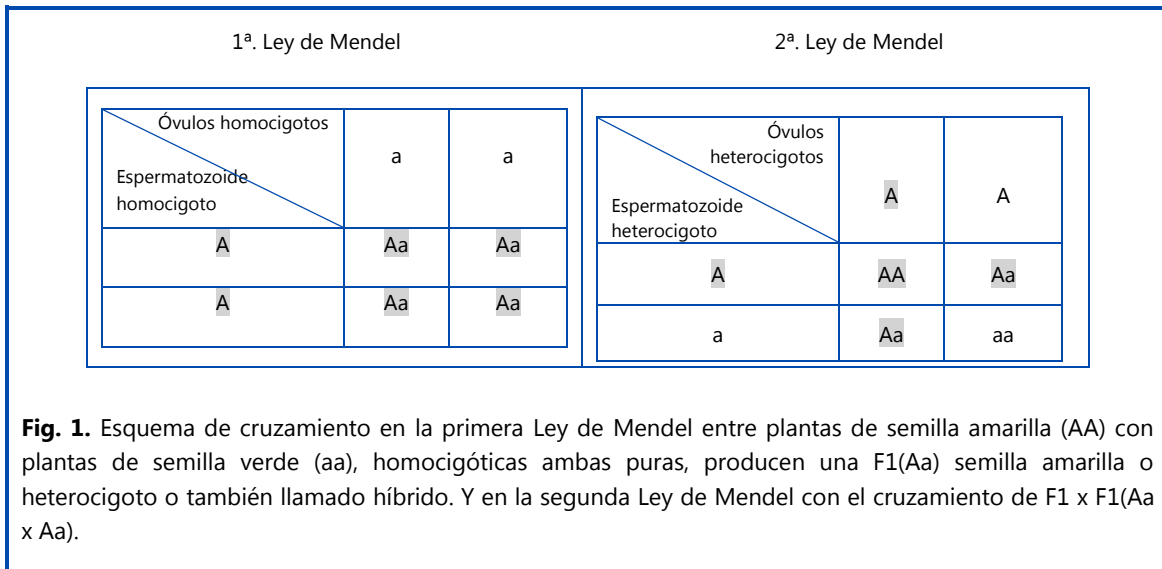 1ª. Ley de Mendel
2ª. Ley de Mendel
Óvulos homocigotos
Espermatozoide
homocigoto
a
a
A
Aa
Aa
A
Aa
Aa
Óvulos
heterocigotos
Espermatozoide
heterocigoto
A
A
A
AA
Aa
a
Aa
aa
Fig. 1. Esquema de cruzamiento en la primera Ley de Mendel entre plantas de semilla amarilla (AA) con
plantas de semilla verde (aa), homocigóticas ambas puras, producen una F1(Aa) semilla amarilla o
heterocigoto o también llamado híbrido. Y en la segunda Ley de Mendel con el cruzamiento de F1 x F1(Aa
x Aa).